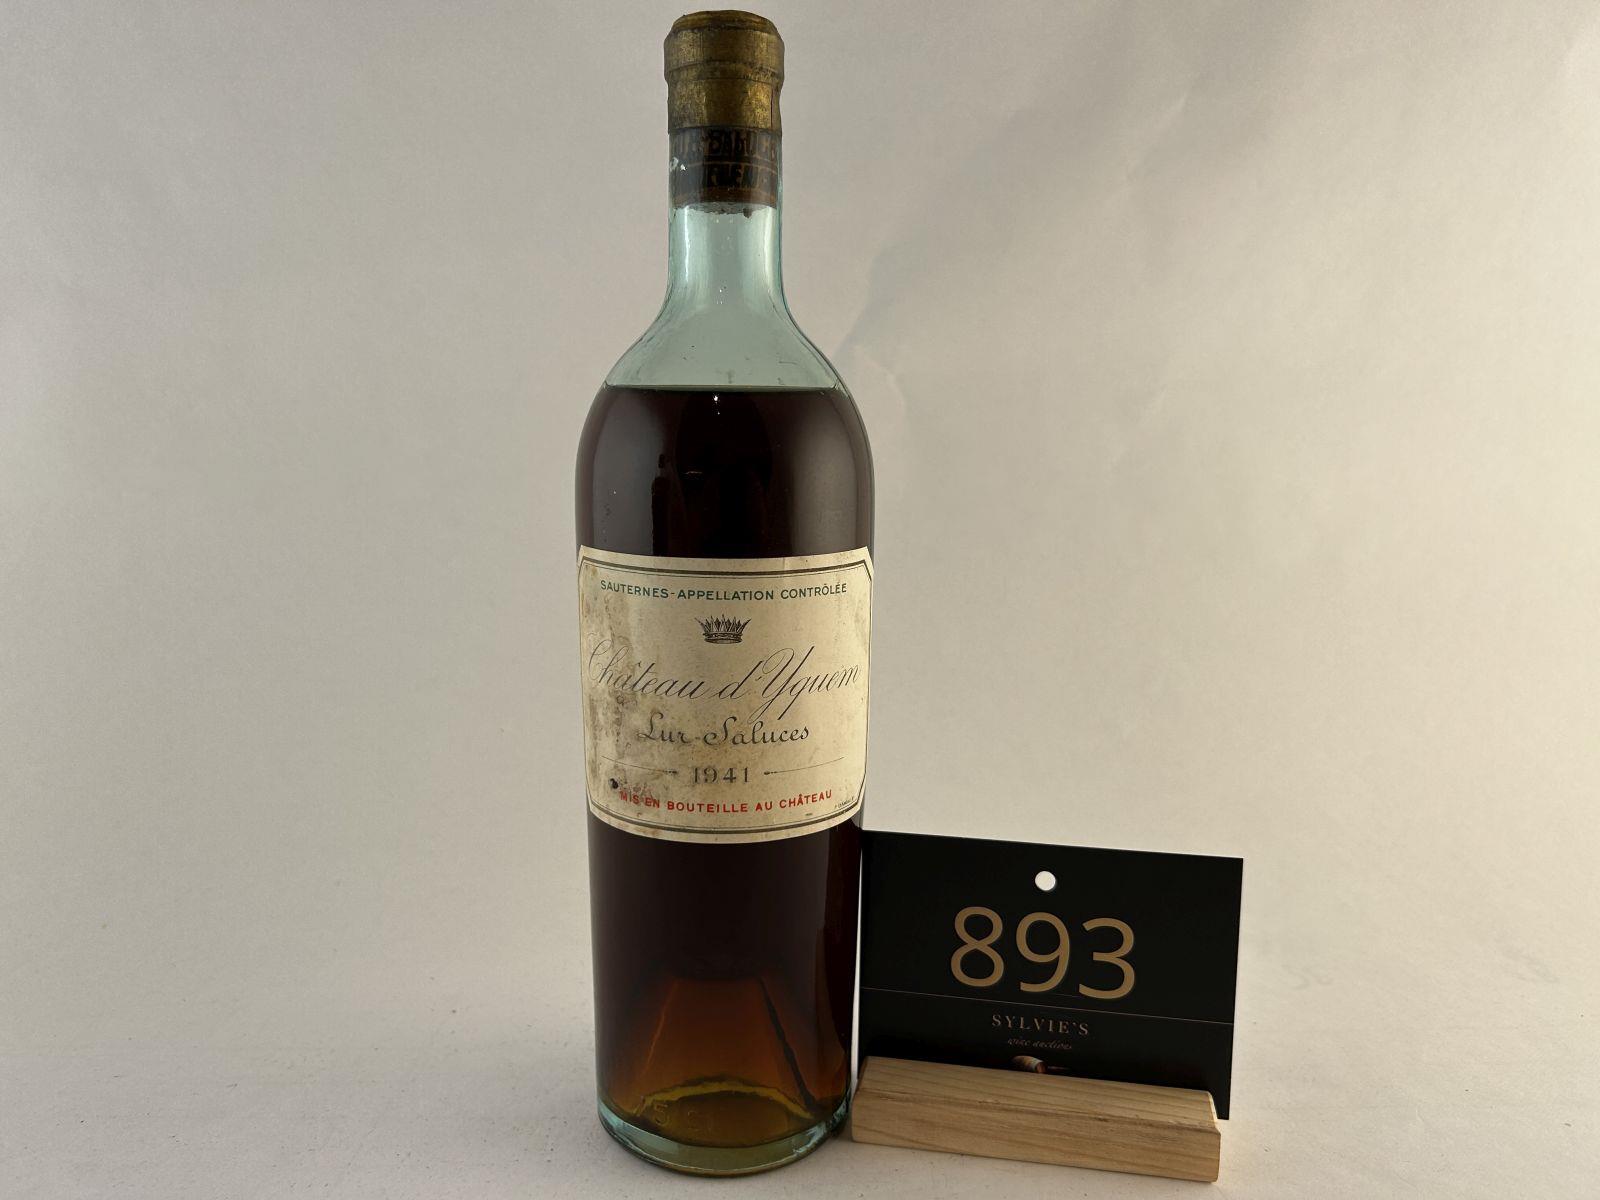 SAUTERNES-APPELLATION CONTRÔLÉE
Château d'Yquem
Lur-Saluces
1941
MIS EN BOUTEILLE AU CHÂTEAU
893
SYLVIE'S
wine auctions